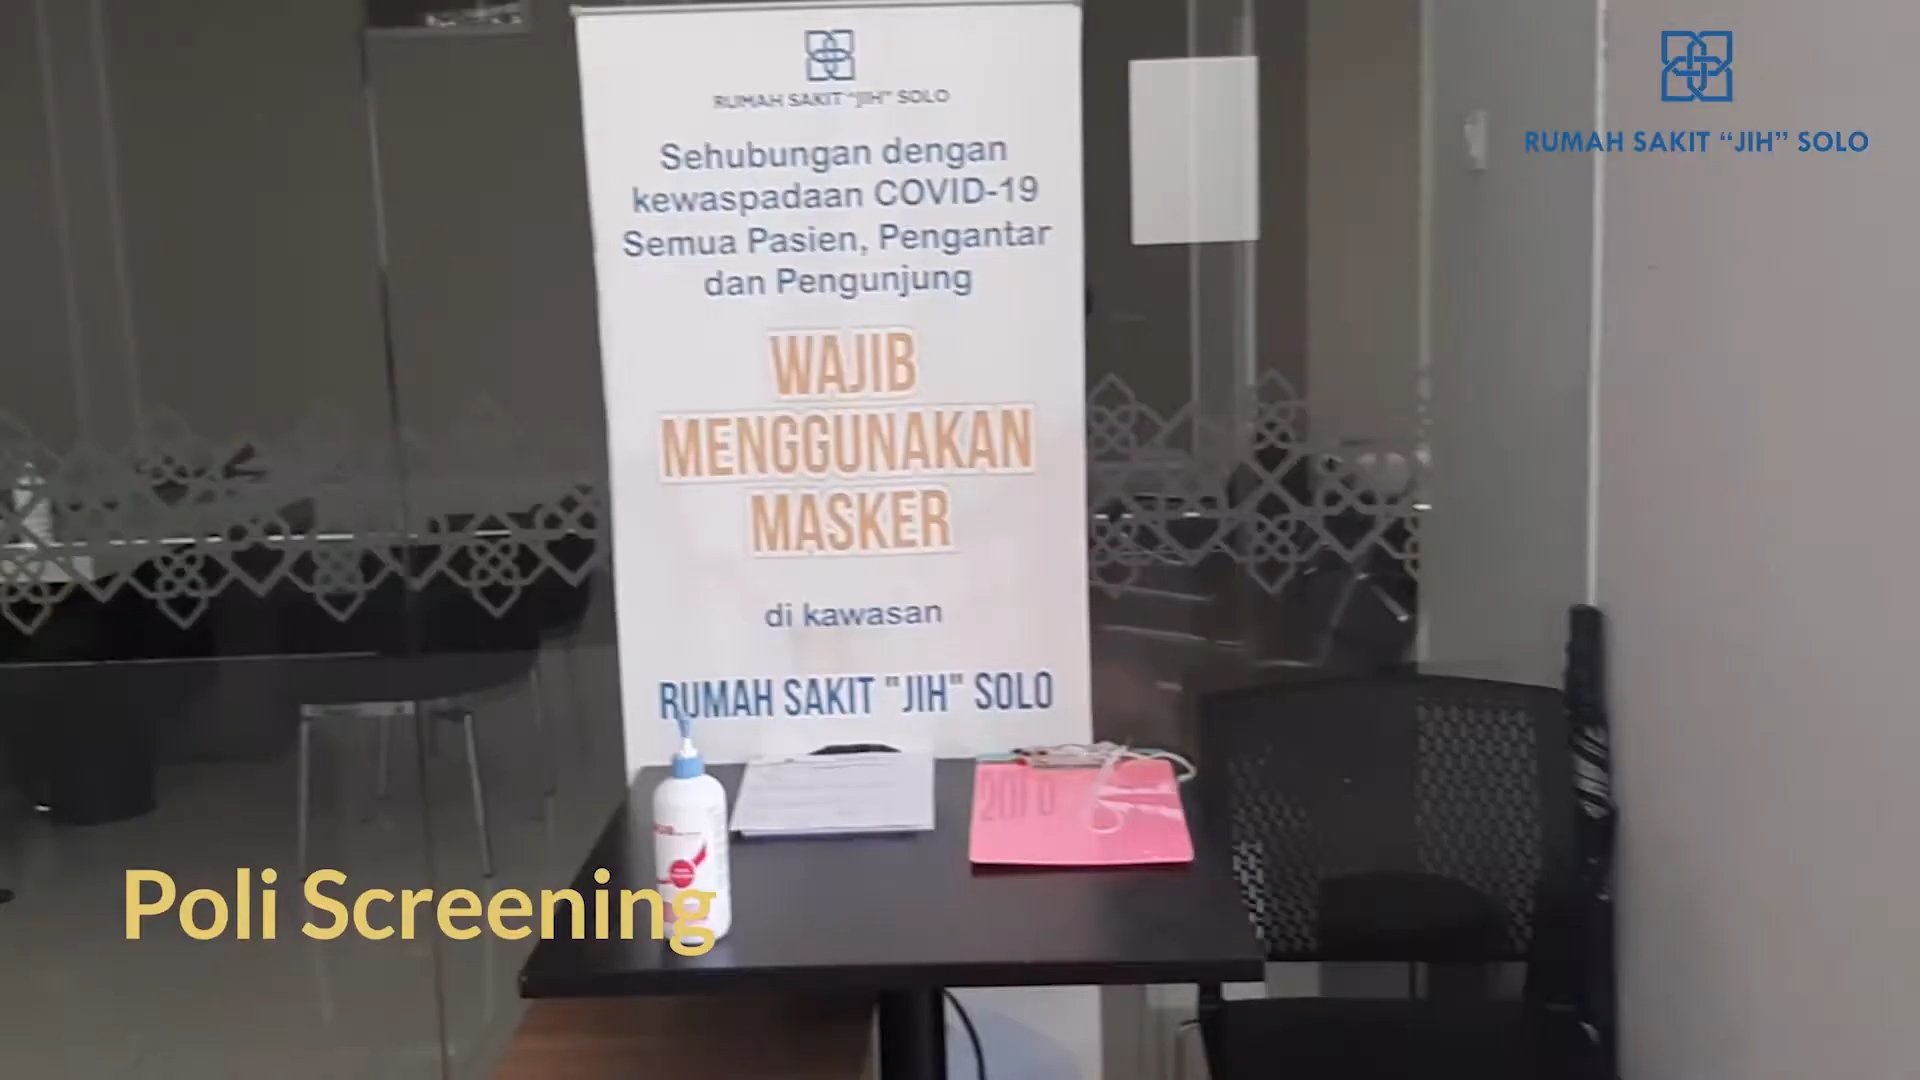 RUMAH SAKIT “JIH” SOLO
Sehubungan dengan
kewaspadaan COVID-19
Semua Pasien, Pengantar
dan Pengunjung
WAJIB
MENGGUNAKAN
MASKER
di kawasan
RUMAH SAKIT "JIH" SOLO
RUMAH SAKIT “JIH” SOLO
Poli Screening